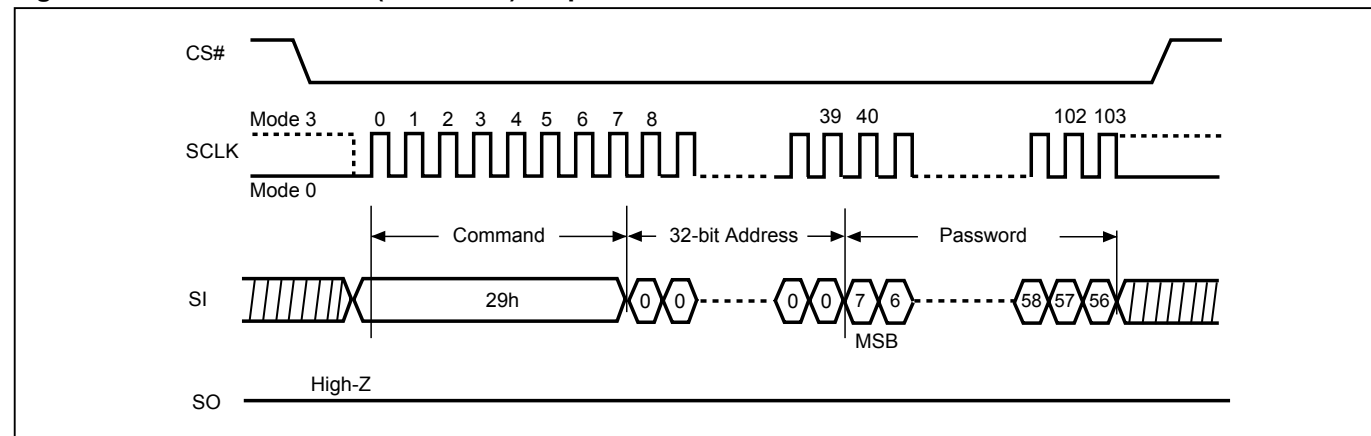 CS#
Mode 3 0 1 2 3 4 5 6 7 8 39 40 102 103
SCLK
Mode 0
Command 32-bit Address Password
SI 29h 0 0 0 0 7 6 58 57 56
MSB
High-Z
SO